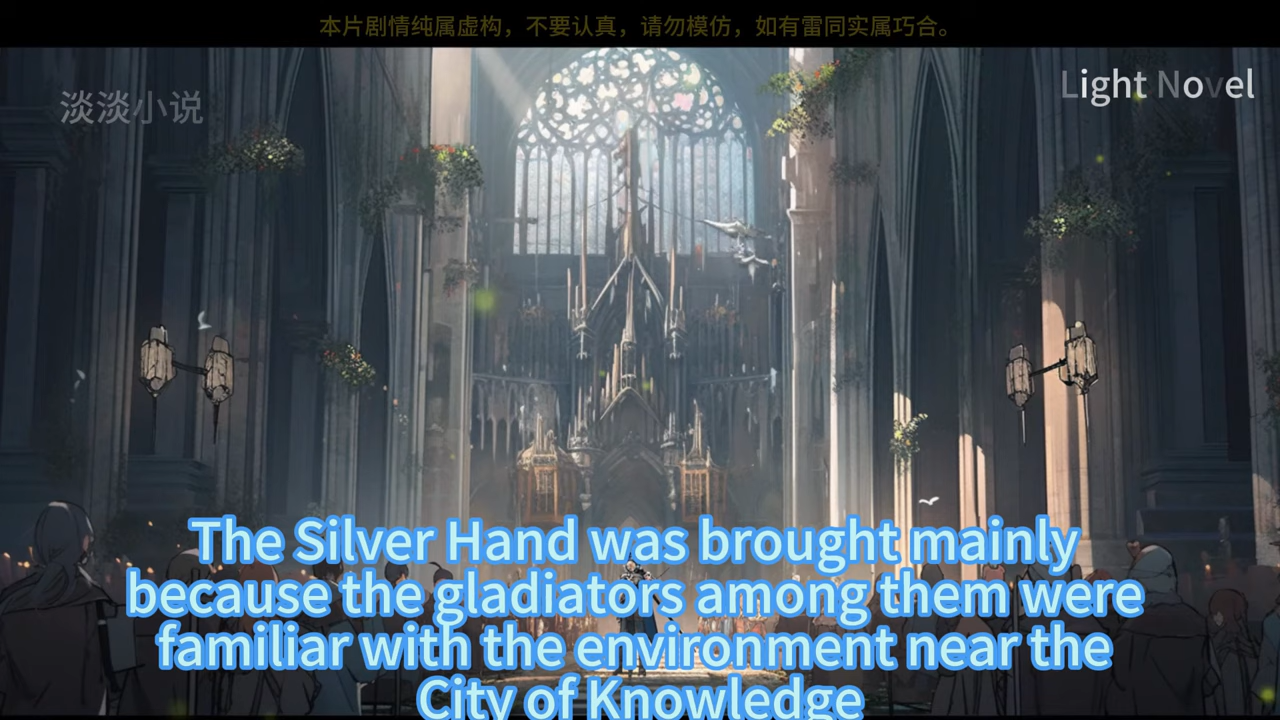 本片剧情纯属虚构，不要认真，请勿模仿，如有雷同实属巧合。
淡淡小说
Light Novel
The Silver Hand was brought mainly
because the gladiators among them were
familiar with the environment near the
City of Knowledge